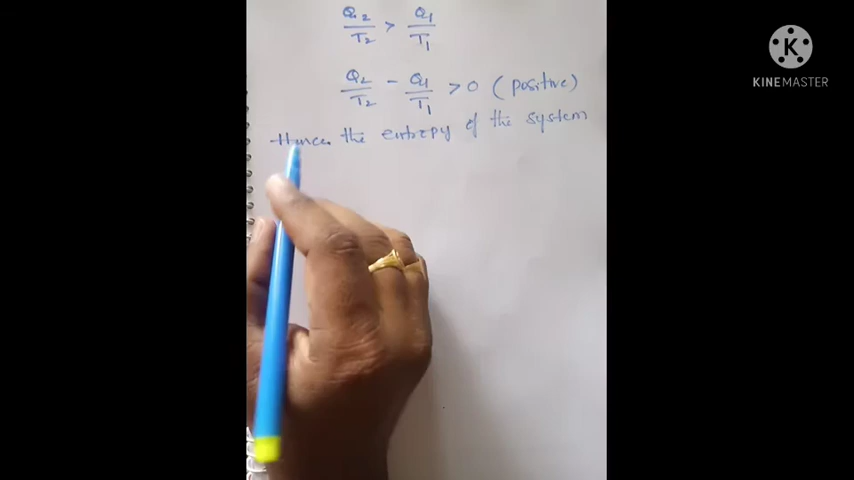 Q2/T2 > Q1/T1
Q2/T2 - Q1/T1 > 0 (positive)
Hence the entropy of the system
K
KINEMASTER